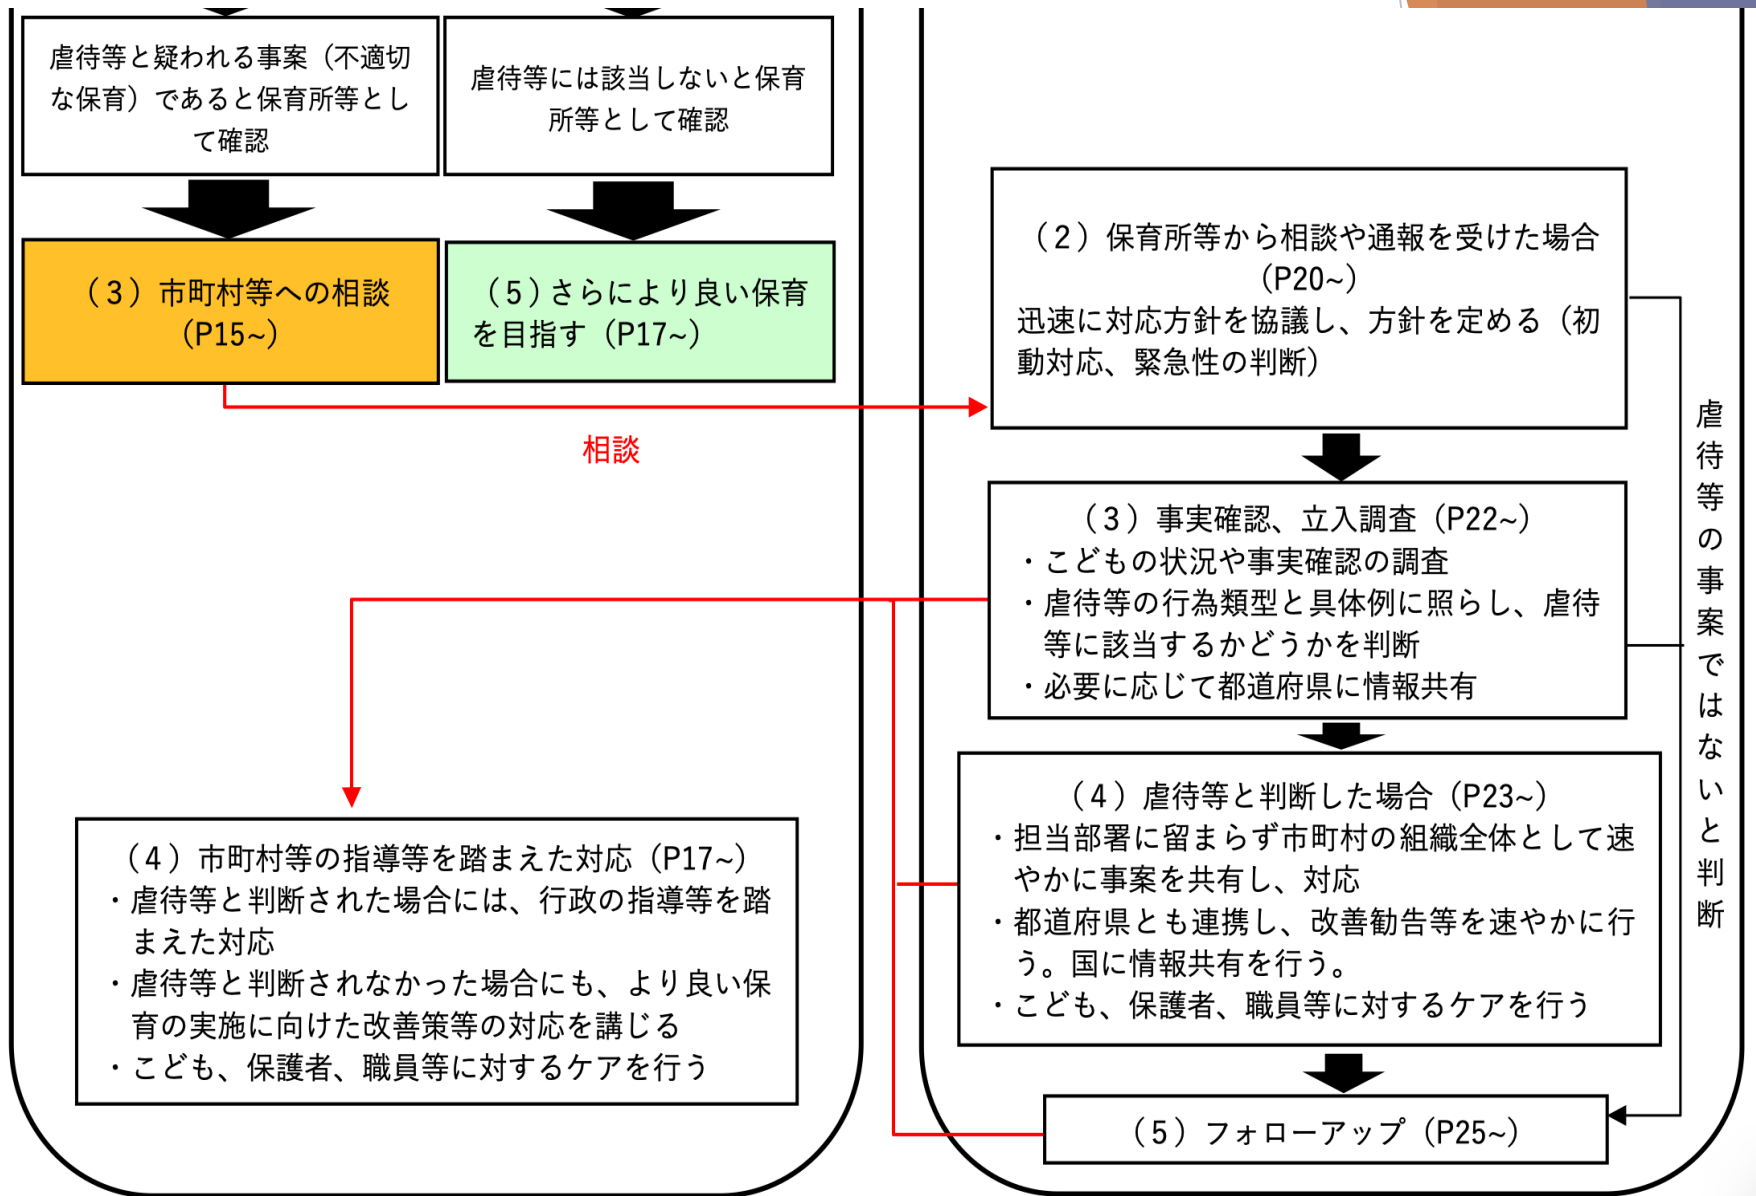 虐待等と疑われる事案（不適切
な保育）であると保育所等とし
て確認
虐待等には該当しないと保育
所等として確認
（３）市町村等への相談
（P15~）
（５）さらにより良い保育
を目指す（P17~）
相談
（４）市町村等の指導等を踏まえた対応（P17~）
・虐待等と判断された場合には、行政の指導等を踏
まえた対応
・虐待等と判断されなかった場合にも、より良い保
育の実施に向けた改善策等の対応を講じる
・こども、保護者、職員等に対するケアを行う
（２）保育所等から相談や通報を受けた場合
（P20~）
迅速に対応方針を協議し、方針を定める（初
動対応、緊急性の判断）
（３）事実確認、立入調査（P22~）
・こどもの状況や事実確認の調査
・虐待等の行為類型と具体例に照らし、虐待
等に該当するかどうかを判断
・必要に応じて都道府県に情報共有
（４）虐待等と判断した場合（P23~）
・担当部署に留まらず市町村の組織全体として速
やかに事案を共有し、対応
・都道府県とも連携し、改善勧告等を速やかに行
う。国に情報共有を行う。
・こども、保護者、職員等に対するケアを行う
（５）フォローアップ（P25~）
虐待等の事案ではないと判断